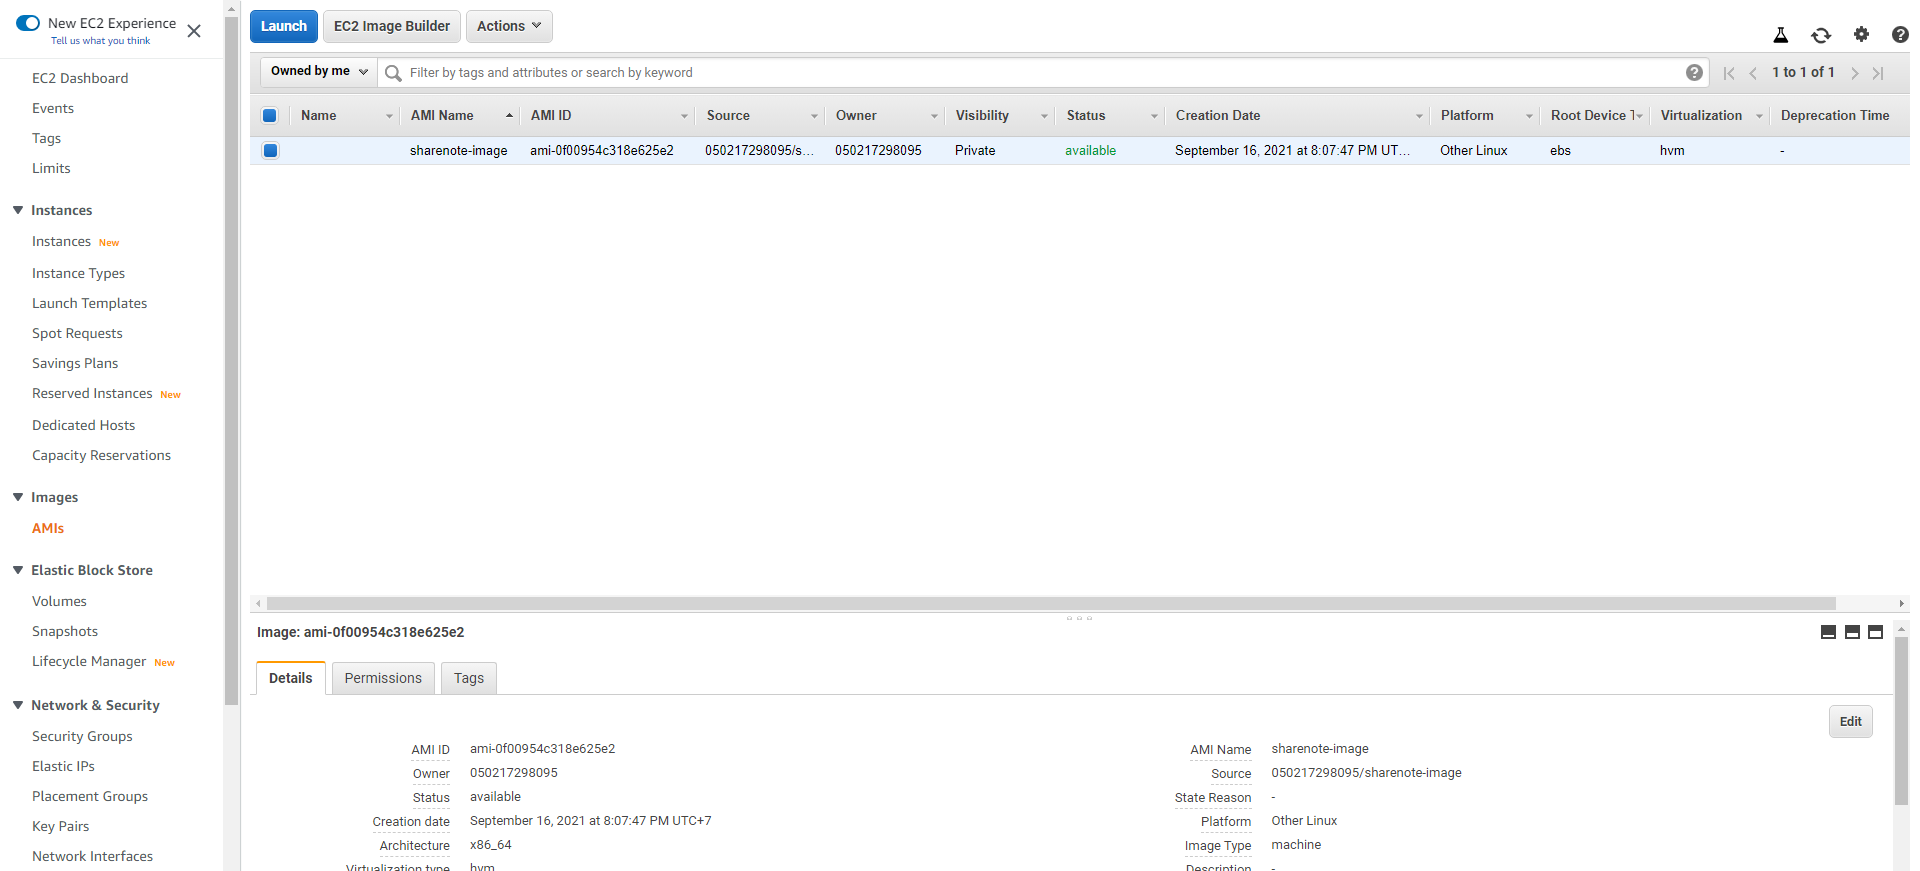 New EC2 Experience
Tell us what you think
EC2 Dashboard
Events
Tags
Limits
Instances
Instances New
Instance Types
Launch Templates
Spot Requests
Savings Plans
Reserved Instances New
Dedicated Hosts
Capacity Reservations
Images
AMIs
Elastic Block Store
Volumes
Snapshots
Lifecycle Manager New
Network & Security
Security Groups
Elastic IPs
Placement Groups
Key Pairs
Network Interfaces
Launch EC2 Image Builder Actions
Owned by me Filter by tags and attributes or search by keyword 1 to 1 of 1
Name AMI Name AMI ID Source Owner Visibility Status Creation Date Platform Root Device T Virtualization Deprecation Time
sharenote-image ami-0f00954c318e625e2 050217298095/s... 050217298095 Private available September 16, 2021 at 8:07:47 PM UT... Other Linux ebs hvm -
Image: ami-0f00954c318e625e2
Details Permissions Tags
Edit
AMI ID ami-0f00954c318e625e2 AMI Name sharenote-image
Owner 050217298095 Source 050217298095/sharenote-image
Status available State Reason -
Creation date September 16, 2021 at 8:07:47 PM UTC+7 Platform Other Linux
Architecture x86_64 Image Type machine
Virtualization type hvm Description -